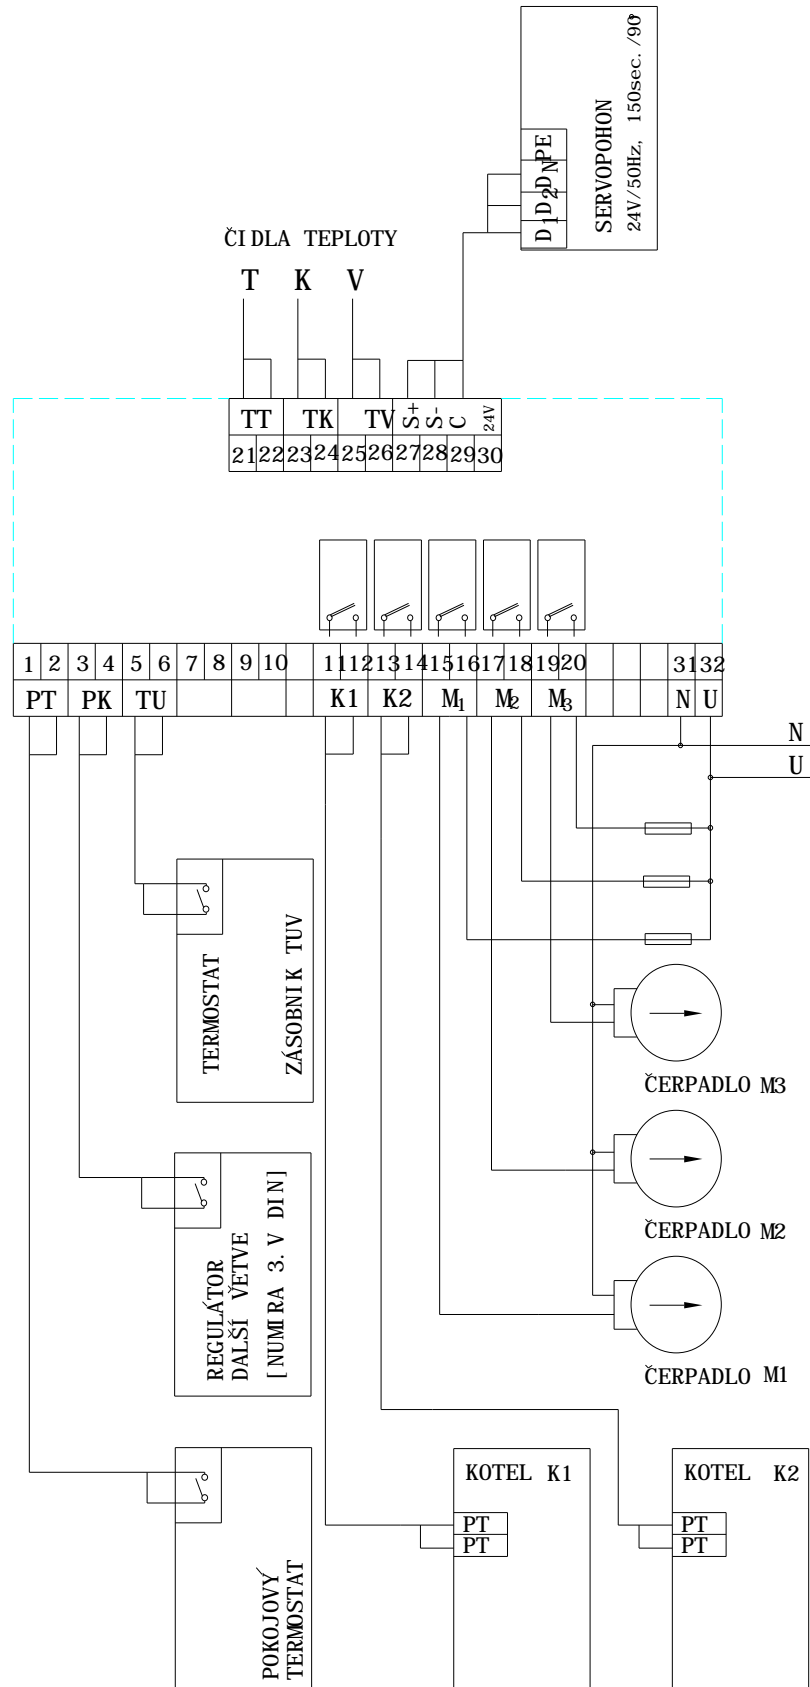 PE
DN
D2
D1
SERVOPOHON
24V/50Hz, 150sec./90°
ČIDLA TEPLOTY
T K V
TT TK TV S+ S- C 24V
21 22 23 24 25 26 27 28 29 30
1 2 3 4 5 6 7 8 9 10 11 12 13 14 15 16 17 18 19 20 31 32
PT PK TU K1 K2 M1 M2 M3 N U
N
U
TERMOSTAT
ZÁSOBNIK TUV
ČERPADLO M3
ČERPADLO M2
REGULÁTOR
DALŠÍ VĚTVE
[NUMIRA 3.V DIN]
ČERPADLO M1
KOTEL K1
PT
PT
KOTEL K2
PT
PT
POKOJOVÝ
TERMOSTAT